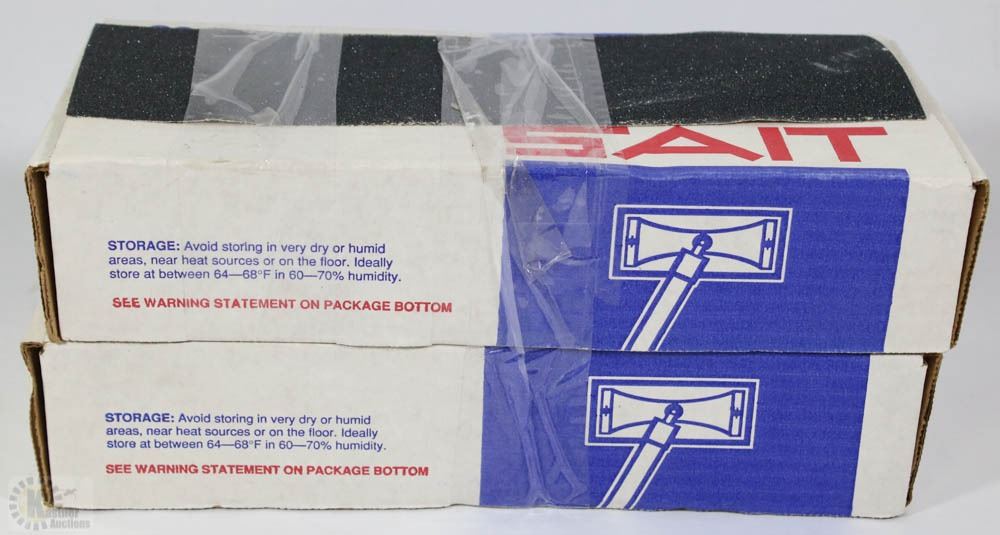 SAIT
STORAGE: Avoid storing in very dry or humid
areas, near heat sources or on the floor. Ideally
store at between 64—68°F in 60—70% humidity.
SEE WARNING STATEMENT ON PACKAGE BOTTOM
STORAGE: Avoid storing in very dry or humid
areas, near heat sources or on the floor. Ideally
store at between 64—68°F in 60—70% humidity.
SEE WARNING STATEMENT ON PACKAGE BOTTOM
Kastner
Auctions